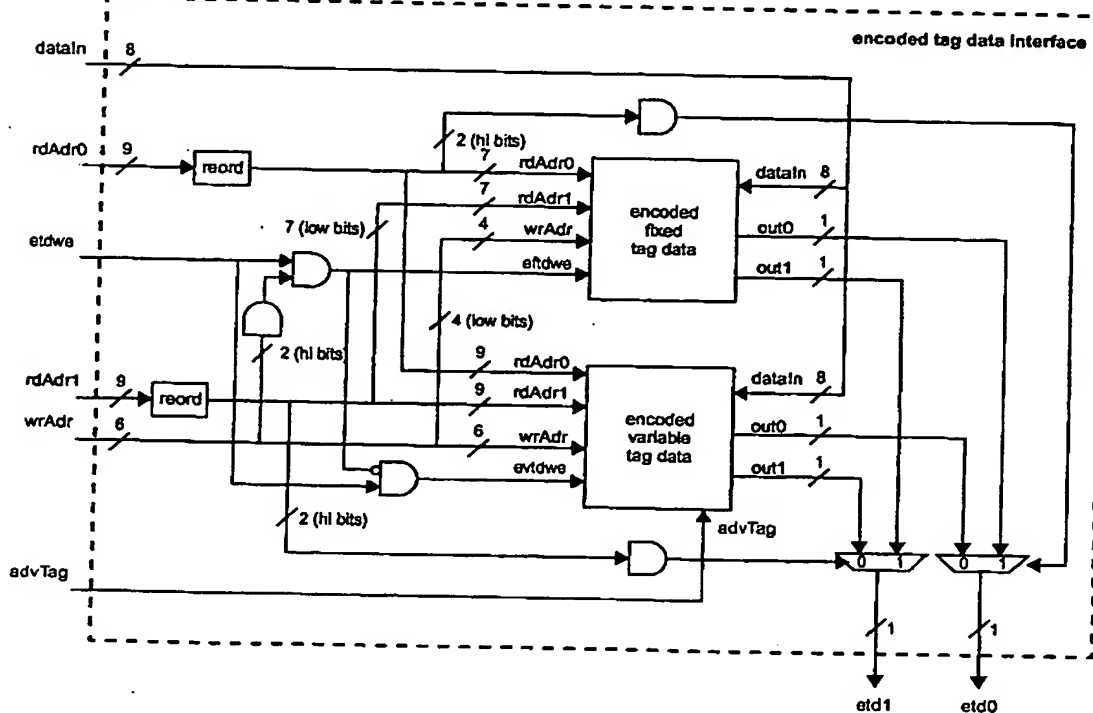 encoded tag data interface
dataIn
8
2 (hi bits)
rdAdr0
9
reord
7
rdAdr0
dataIn
8
7
rdAdr1
encoded
fixed
tag data
7 (low bits)
4
wrAdr
out0
1
etdwe
eftdwe
out1
1
4 (low bits)
2 (hi bits)
9
rdAdr0
dataIn
8
rdAdr1
9
reord
9
rdAdr1
encoded
variable
tag data
wrAdr
6
6
wrAdr
out0
1
evtdwe
out1
1
2 (hi bits)
advTag
0
1
0
1
advTag
1
1
etd1
etd0